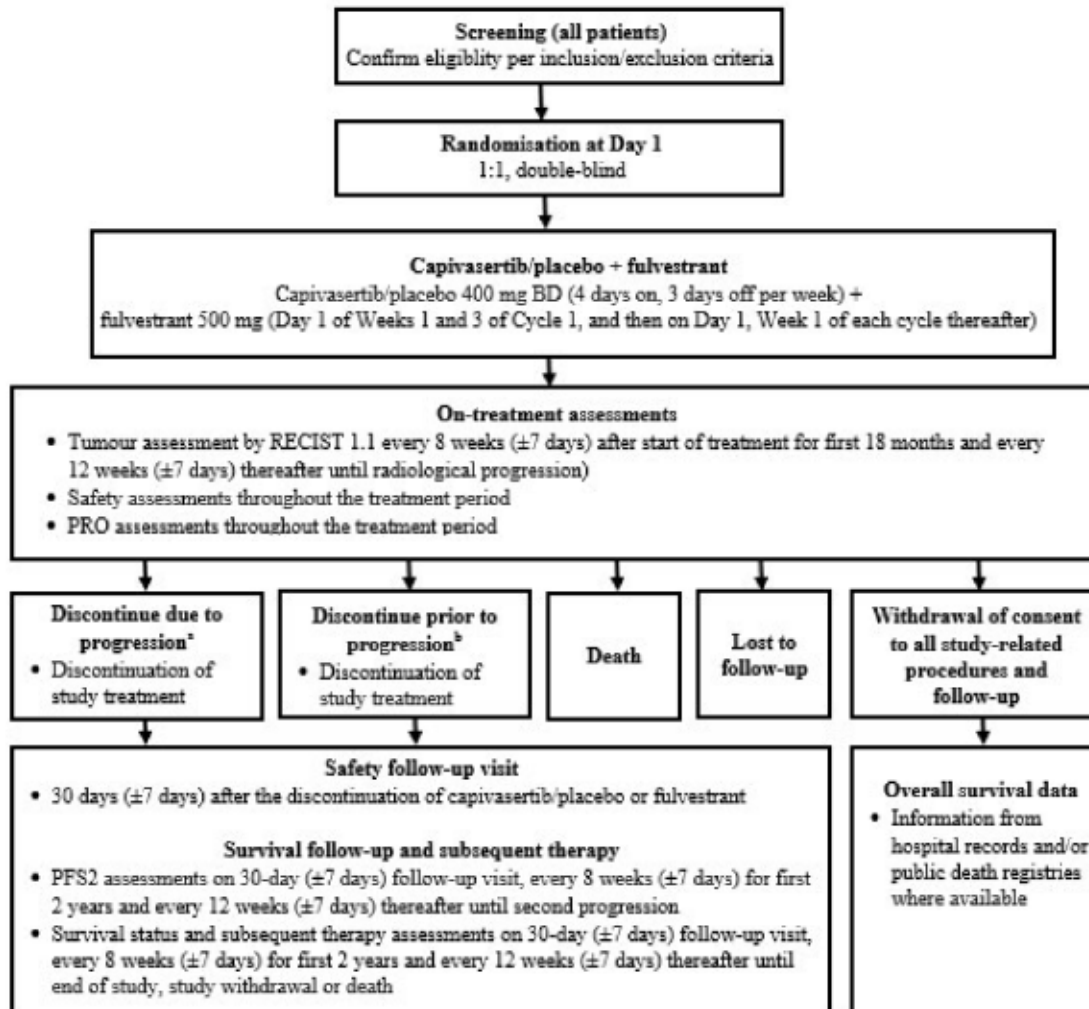 Screening (all patients)
Confirm eligiblity per inclusion/exclusion criteria
Randomisation at Day 1
1:1, double-blind
Capivasertib/placebo + fulvestrant
Capivasertib/placebo 400 mg BD (4 days on, 3 days off per week) +
fulvestrant 500 mg (Day 1 of Weeks 1 and 3 of Cycle 1, and then on Day 1, Week 1 of each cycle thereafter)
On-treatment assessments
• Tumour assessment by RECIST 1.1 every 8 weeks (±7 days) after start of treatment for first 18 months and every
12 weeks (±7 days) thereafter until radiological progression)
• Safety assessments throughout the treatment period
• PRO assessments throughout the treatment period
Discontinue due to
progressionª
• Discontinuation of
study treatment
Discontinue prior to
progressionᵇ
• Discontinuation of
study treatment
Death
Lost to
follow-up
Withdrawal of consent
to all study-related
procedures and
follow-up
Safety follow-up visit
• 30 days (±7 days) after the discontinuation of capivasertib/placebo or fulvestrant
Survival follow-up and subsequent therapy
• PFS2 assessments on 30-day (±7 days) follow-up visit, every 8 weeks (±7 days) for first
2 years and every 12 weeks (±7 days) thereafter until second progression
• Survival status and subsequent therapy assessments on 30-day (±7 days) follow-up visit,
every 8 weeks (±7 days) for first 2 years and every 12 weeks (±7 days) thereafter until
end of study, study withdrawal or death
Overall survival data
• Information from
hospital records and/or
public death registries
where available